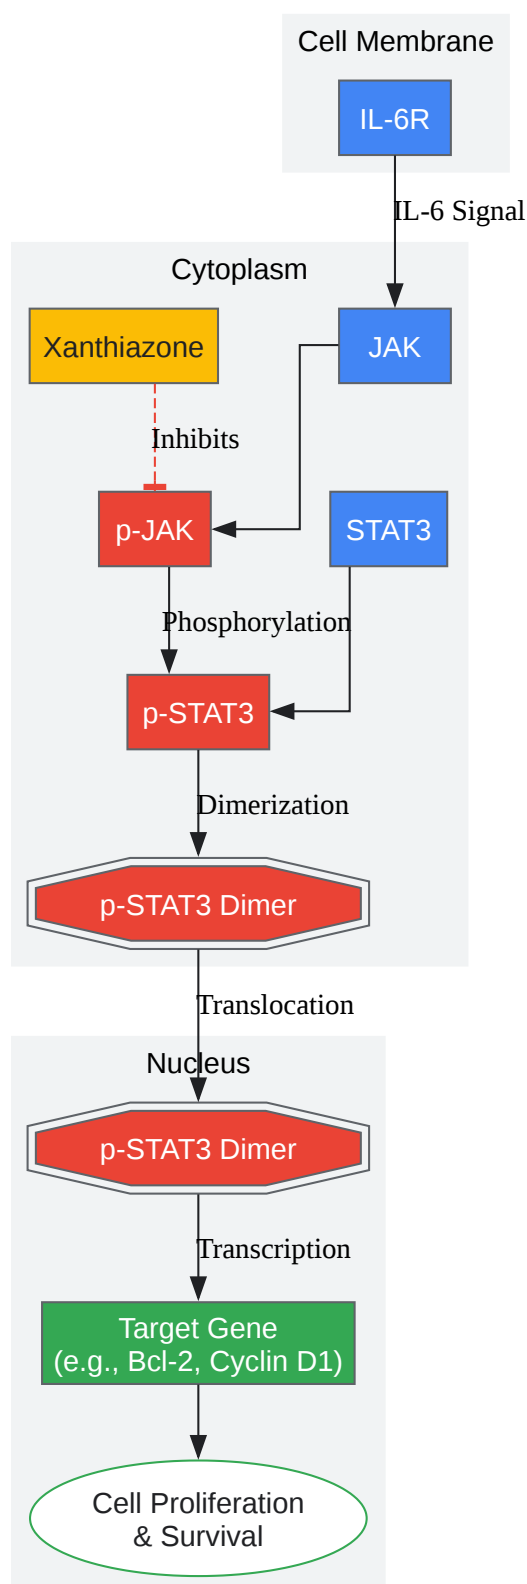 Cell Membrane
IL-6R
IL-6 Signal
Cytoplasm
Xanthiazone
JAK
Inhibits
p-JAK
STAT3
Phosphorylation
p-STAT3
Dimerization
p-STAT3 Dimer
Translocation
Nucleus
p-STAT3 Dimer
Transcription
Target Gene
(e.g., Bcl-2, Cyclin D1)
Cell Proliferation
& Survival